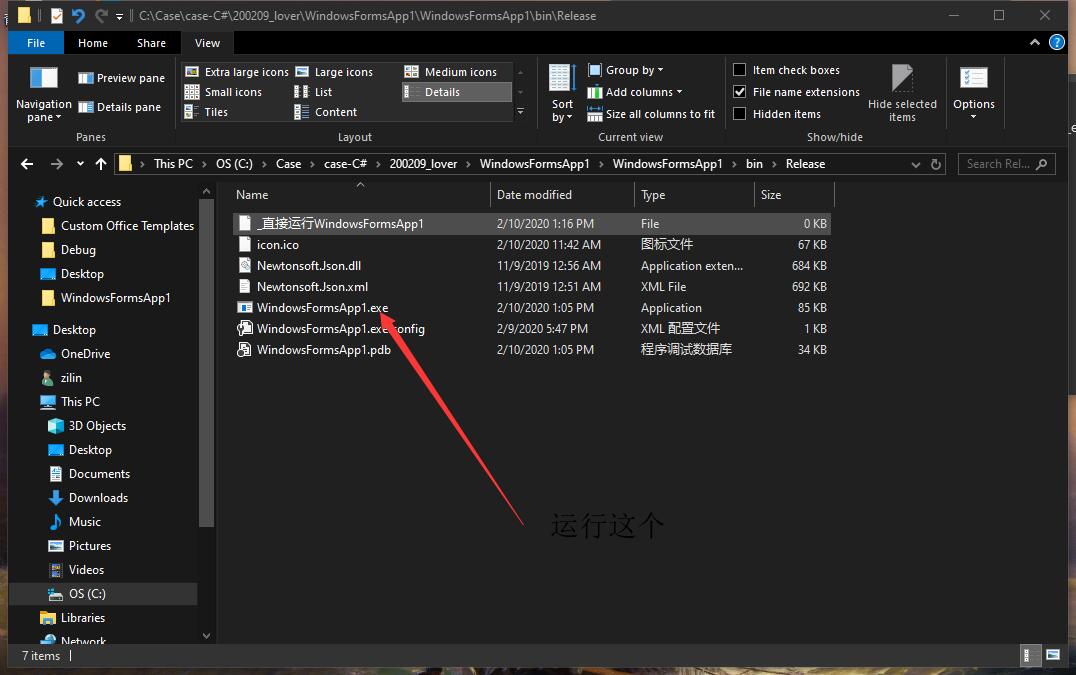 C:\Case\case-C#\200209_lover\WindowsFormsApp1\WindowsFormsApp1\bin\Release
File Home Share View
Navigation pane
Preview pane
Details pane
Panes
Extra large icons Large icons Medium icons
Small icons List Details
Tiles Content
Layout
Sort by
Group by
Add columns
Size all columns to fit
Current view
Item check boxes
File name extensions
Hidden items
Hide selected items
Show/hide
Options
This PC OS (C:) Case case-C# 200209_lover WindowsFormsApp1 WindowsFormsApp1 bin Release
Search Rel...
Quick access
Custom Office Templates
Debug
Desktop
WindowsFormsApp1
Desktop
OneDrive
zilin
This PC
3D Objects
Desktop
Documents
Downloads
Music
Pictures
Videos
OS (C:)
Libraries
Network
Name Date modified Type Size
_直接运行WindowsFormsApp1 2/10/2020 1:16 PM File 0 KB
icon.ico 2/10/2020 11:42 AM 图标文件 67 KB
Newtonsoft.Json.dll 11/9/2019 12:56 AM Application exten... 684 KB
Newtonsoft.Json.xml 11/9/2019 12:51 AM XML File 692 KB
WindowsFormsApp1.exe 2/10/2020 1:05 PM Application 85 KB
WindowsFormsApp1.exe.config 2/9/2020 5:47 PM XML 配置文件 1 KB
WindowsFormsApp1.pdb 2/10/2020 1:05 PM 程序调试数据库 34 KB
运行这个
7 items